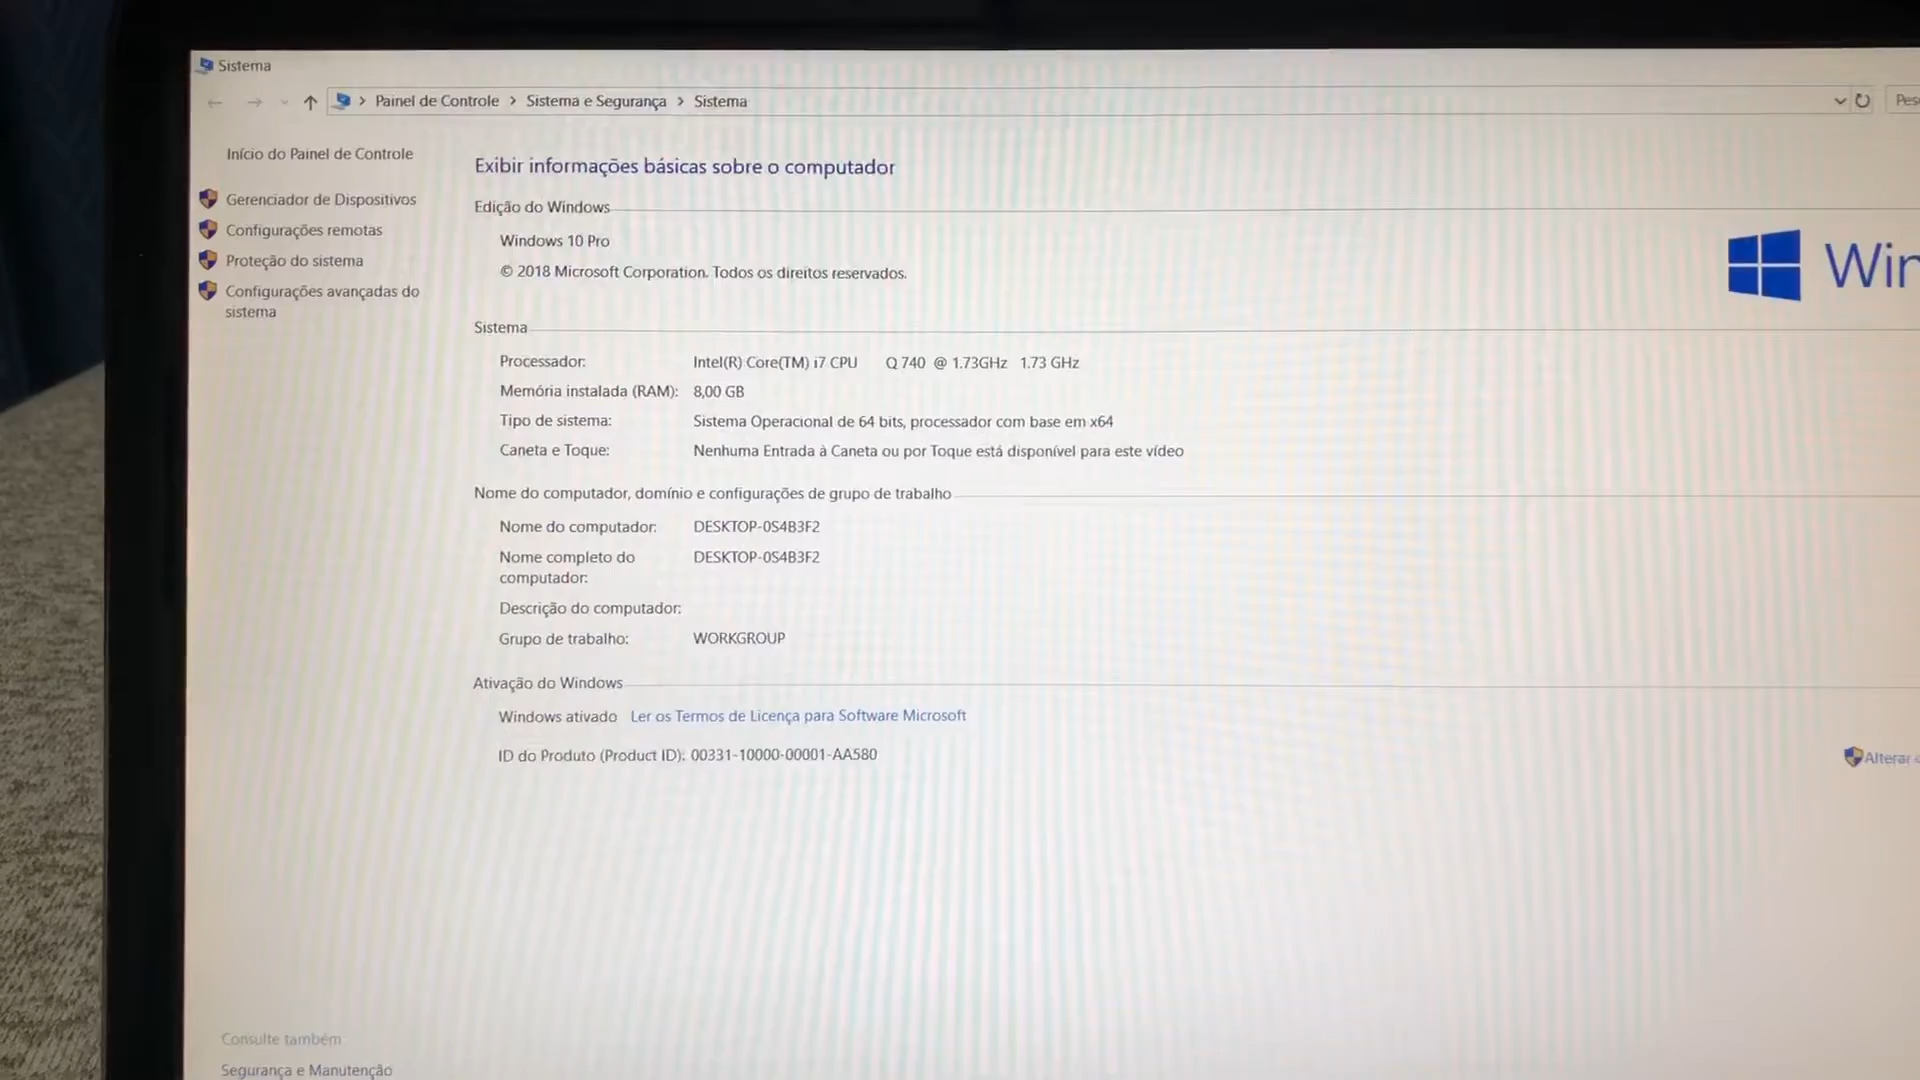 Sistema
Painel de Controle > Sistema e Segurança > Sistema
Início do Painel de Controle
Gerenciador de Dispositivos
Configurações remotas
Proteção do sistema
Configurações avançadas do
sistema
Exibir informações básicas sobre o computador
Edição do Windows
Windows 10 Pro
© 2018 Microsoft Corporation. Todos os direitos reservados.
Sistema
Processador: Intel(R) Core(TM) i7 CPU Q 740 @ 1.73GHz 1.73 GHz
Memória instalada (RAM): 8,00 GB
Tipo de sistema: Sistema Operacional de 64 bits, processador com base em x64
Caneta e Toque: Nenhuma Entrada à Caneta ou por Toque está disponível para este vídeo
Nome do computador, domínio e configurações de grupo de trabalho
Nome do computador: DESKTOP-0S4B3F2
Nome completo do DESKTOP-0S4B3F2
computador:
Descrição do computador:
Grupo de trabalho: WORKGROUP
Ativação do Windows
Windows ativado Ler os Termos de Licença para Software Microsoft
ID do Produto (Product ID): 00331-10000-00001-AA580
Alterar
Consulte também
Segurança e Manutenção